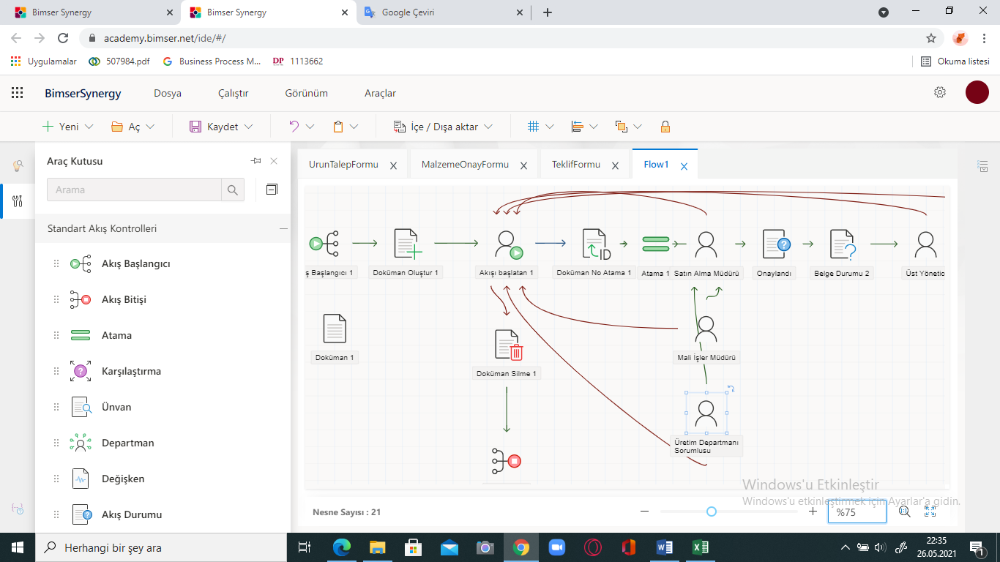 Bimser Synergy
Bimser Synergy
Google Çeviri
academy.bimser.net/ide/#/
Uygulamalar
507984.pdf
Business Process M...
DP 1113662
Okuma listesi
BimserSynergy
Dosya
Çalıştır
Görünüm
Araçlar
Yeni
Aç
Kaydet
İçe / Dışa aktar
Araç Kutusu
Arama
Standart Akış Kontrolleri
Akış Başlangıcı
Akış Bitişi
Atama
Karşılaştırma
Ünvan
Departman
Değişken
Akış Durumu
UrunTalepFormu
MalzemeOnayFormu
TeklifFormu
Flow1
ID
ş Başlangıcı 1
Doküman Oluştur 1
Akışı başlatan 1
Doküman No Atama 1
Atama 1
Satın Alma Müdürü
Onaylandı
Belge Durumu 2
Üst Yönetic
Doküman 1
Doküman Silme 1
Mali İşler Müdürü
Üretim Departmanı
Sorumlusu
Windows'u Etkinleştir
Windows'u etkinleştirmek için Ayarlar'a gidin.
Nesne Sayısı : 21
%75
Herhangi bir şey ara
22:35
26.05.2021
1